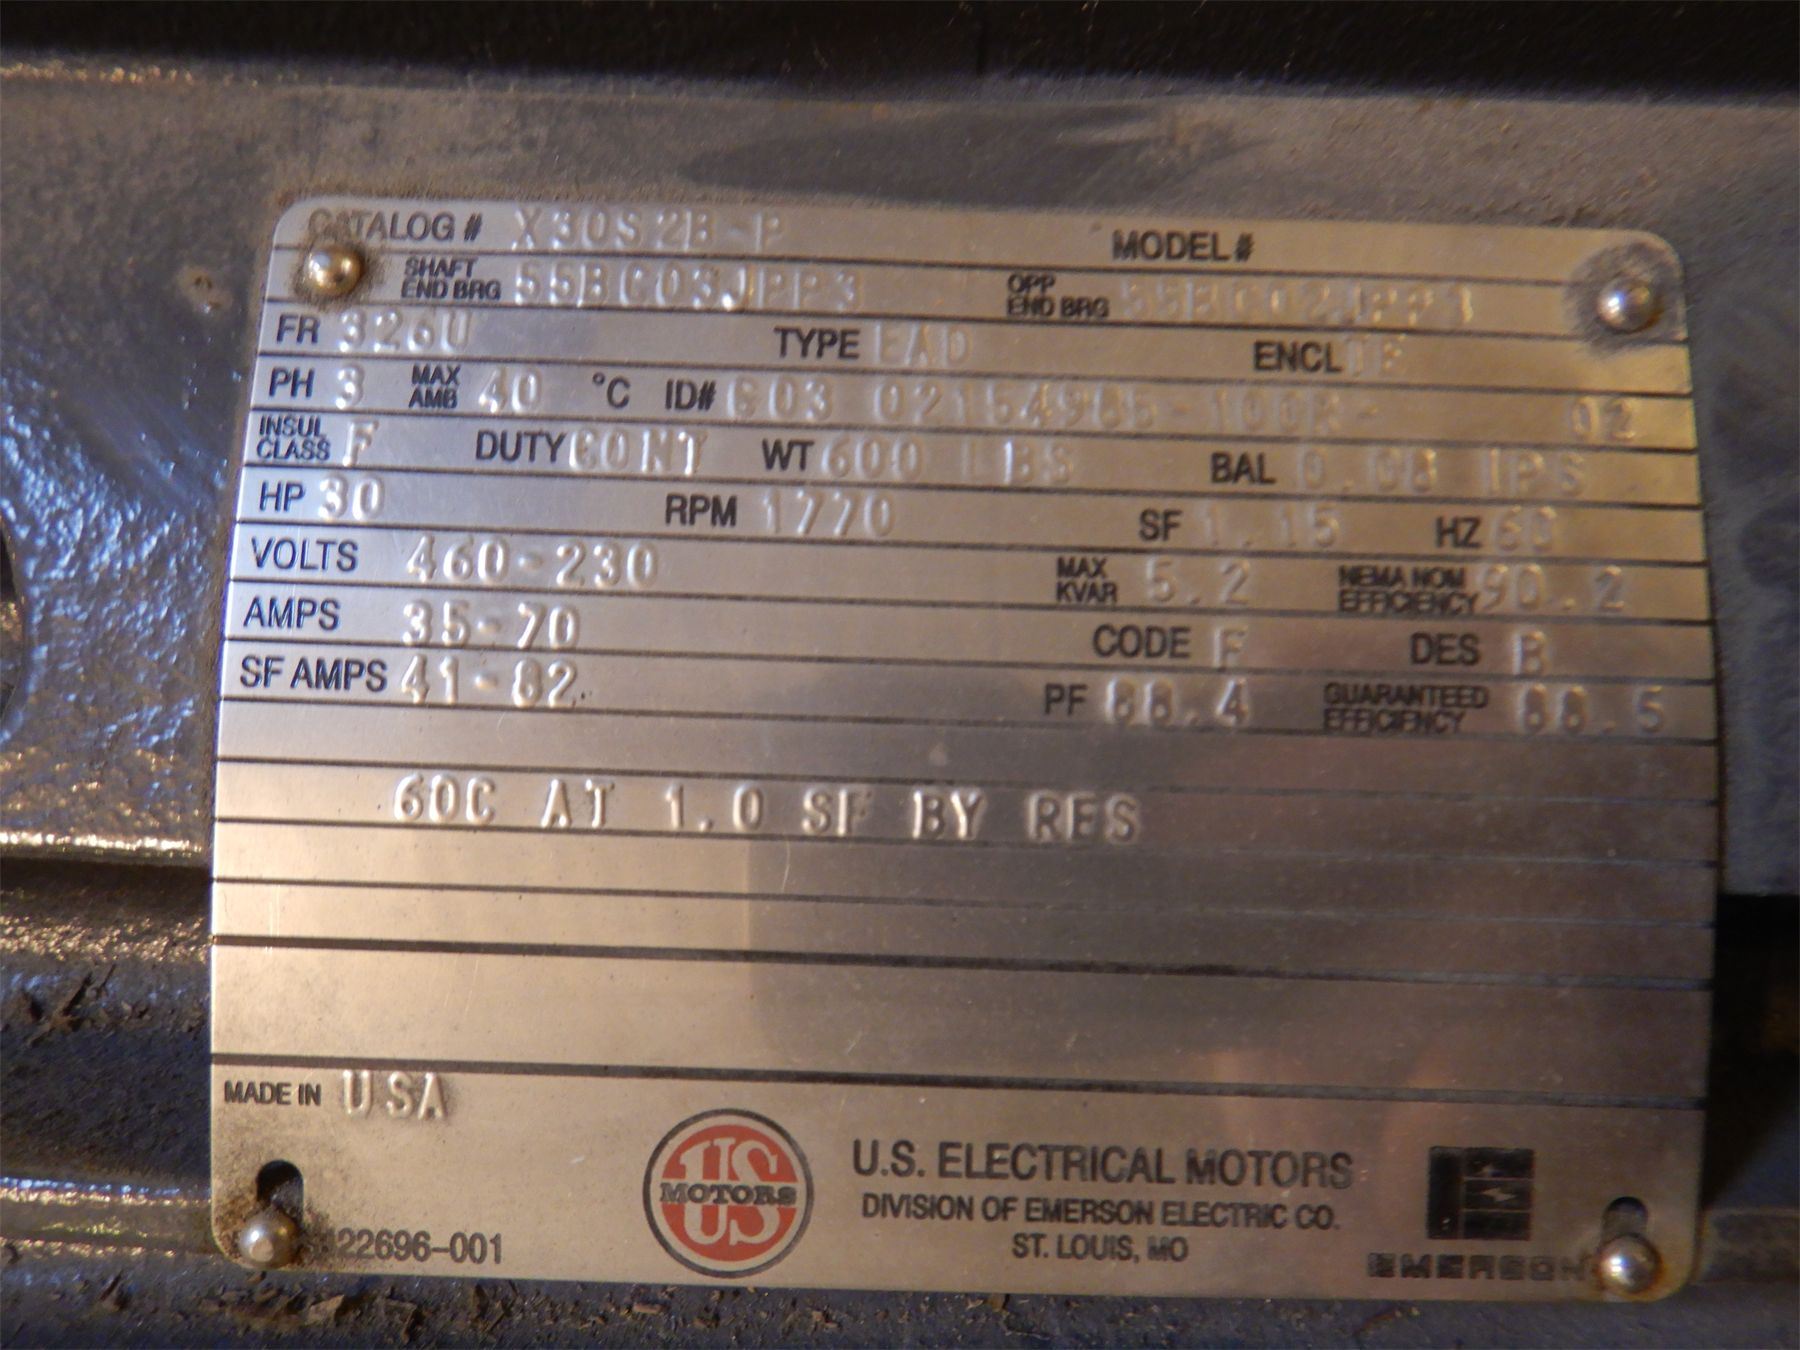 CATALOG # X30S2B-P MODEL #
SHAFT END BRG 55BC03JPP3 OPP END BRG 55BC02JPP3
FR 326U TYPE EAD ENCL TE
PH 3 MAX AMB 40 °C ID# G03 02154985-100R- 02
INSUL CLASS F DUTY CONT WT 600 LBS BAL 0.08 IPS
HP 30 RPM 1770 SF 1.15 HZ 60
VOLTS 460-230 MAX KVAR 5.2 NEMA NOM EFFICIENCY 90.2
AMPS 35-70 CODE F DES B
SF AMPS 41-82 PF 88.4 GUARANTEED EFFICIENCY 88.5
60C AT 1.0 SF BY RES
MADE IN USA
US MOTORS
U.S. ELECTRICAL MOTORS
DIVISION OF EMERSON ELECTRIC CO.
ST. LOUIS, MO
EMERSON